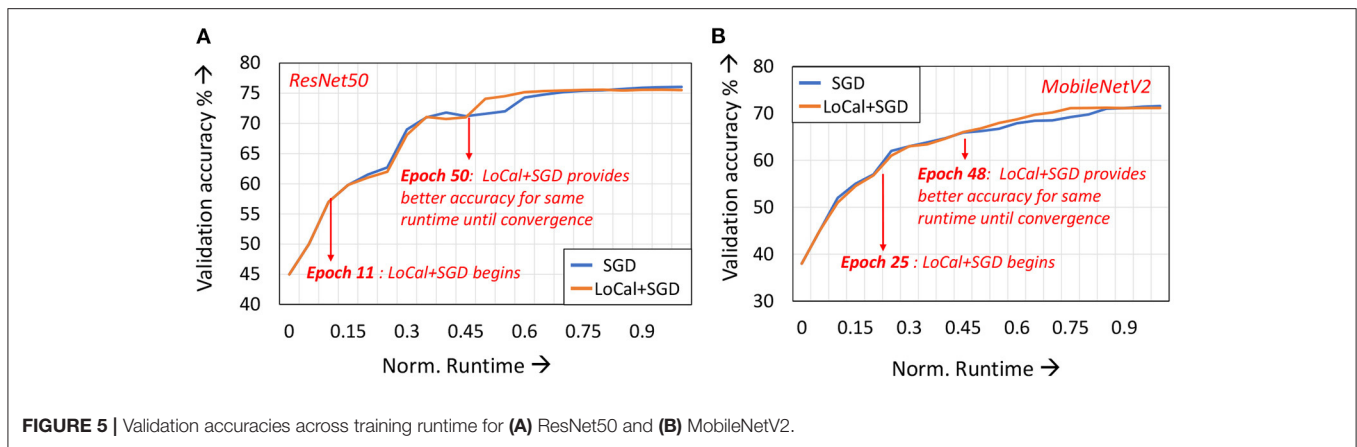 A
Validation accuracy % →
80
75
70
65
60
55
50
45
40
ResNet50
Epoch 50: LoCal+SGD provides
better accuracy for same
runtime until convergence
Epoch 11 : LoCal+SGD begins
SGD
LoCal+SGD
0 0.15 0.3 0.45 0.6 0.75 0.9
Norm. Runtime →
B
Validation accuracy % →
80
70
60
50
40
30
SGD
LoCal+SGD
MobileNetV2
Epoch 48: LoCal+SGD provides
better accuracy for same
runtime until convergence
Epoch 25 : LoCal+SGD begins
0 0.15 0.3 0.45 0.6 0.75 0.9
Norm. Runtime →
FIGURE 5 | Validation accuracies across training runtime for (A) ResNet50 and (B) MobileNetV2.